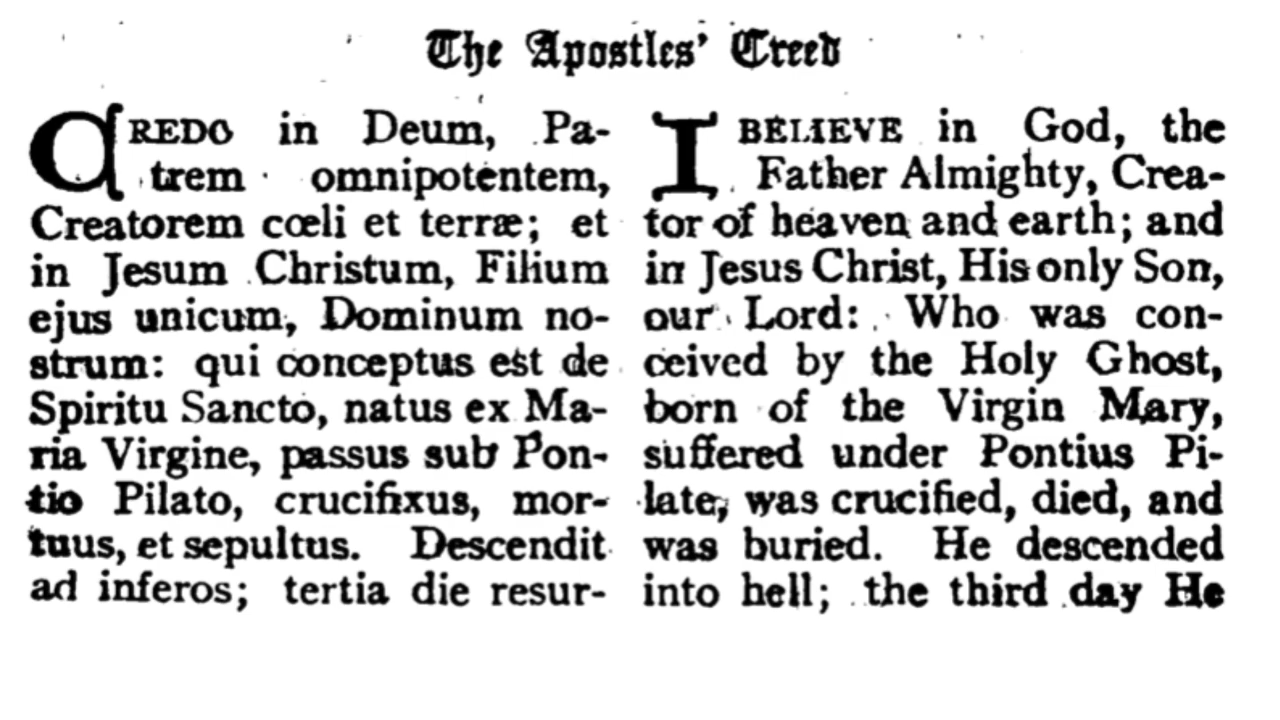 The Apostles' Creed
CREDO in Deum, Pa-
trem omnipotentem,
Creatorem cœli et terræ; et
in Jesum Christum, Filium
ejus unicum, Dominum no-
strum: qui conceptus est de
Spiritu Sancto, natus ex Ma-
ria Virgine, passus sub Pon-
tio Pilato, crucifixus, mor-
tuus, et sepultus. Descendit
ad inferos; tertia die resur-
I BELIEVE in God, the
Father Almighty, Crea-
tor of heaven and earth; and
in Jesus Christ, His only Son,
our Lord: Who was con-
ceived by the Holy Ghost,
born of the Virgin Mary,
suffered under Pontius Pi-
late, was crucified, died, and
was buried. He descended
into hell; the third day He